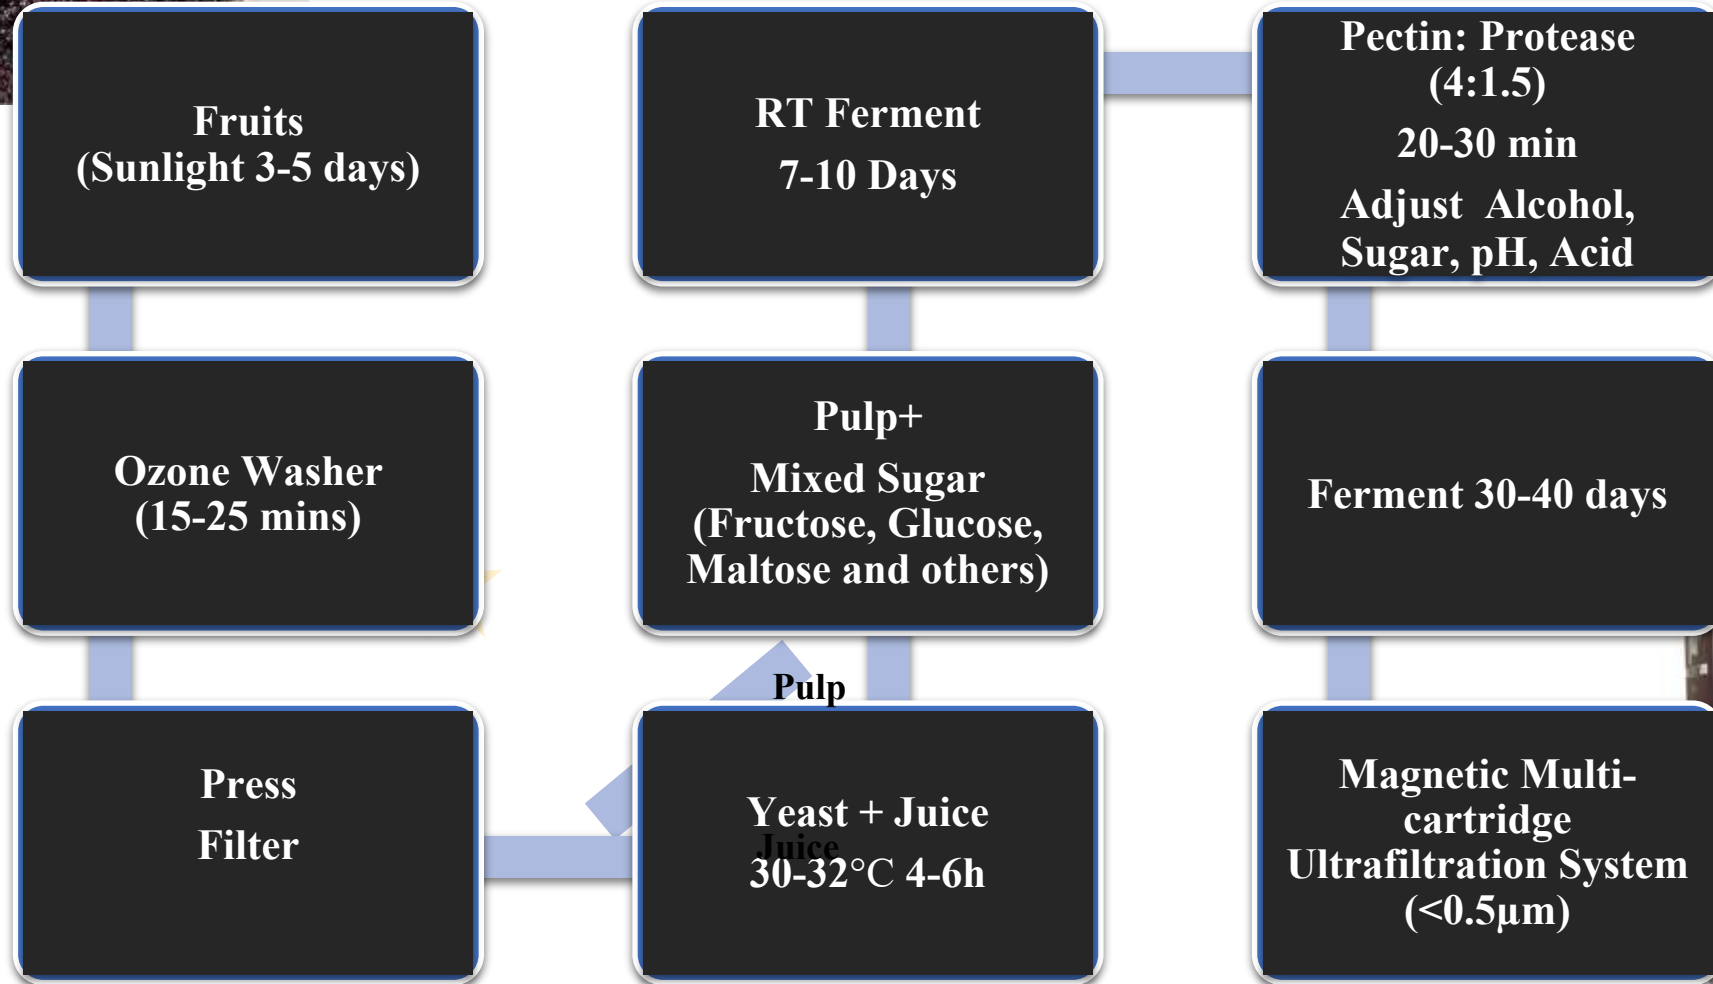 Fruits
(Sunlight 3-5 days)
Ozone Washer
(15-25 mins)
Press
Filter
Pulp
Juice
Yeast + Juice
30-32°C 4-6h
Pulp+
Mixed Sugar
(Fructose, Glucose,
Maltose and others)
RT Ferment
7-10 Days
Pectin: Protease
(4:1.5)
20-30 min
Adjust Alcohol,
Sugar, pH, Acid
Ferment 30-40 days
Magnetic Multi-
cartridge
Ultrafiltration System
(<0.5µm)